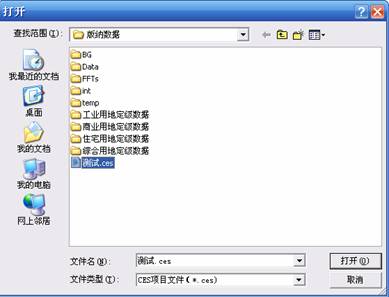 打开
查找范围(I): 版纳数据
我最近的文档
桌面
我的文档
我的电脑
网上邻居
BG
Data
FFTs
int
temp
工业用地定级数据
商业用地定级数据
住宅用地定级数据
综合用地定级数据
测试.ces
文件名(N): 测试.ces 打开(O)
文件类型(T): CES项目文件(*.ces) 取消